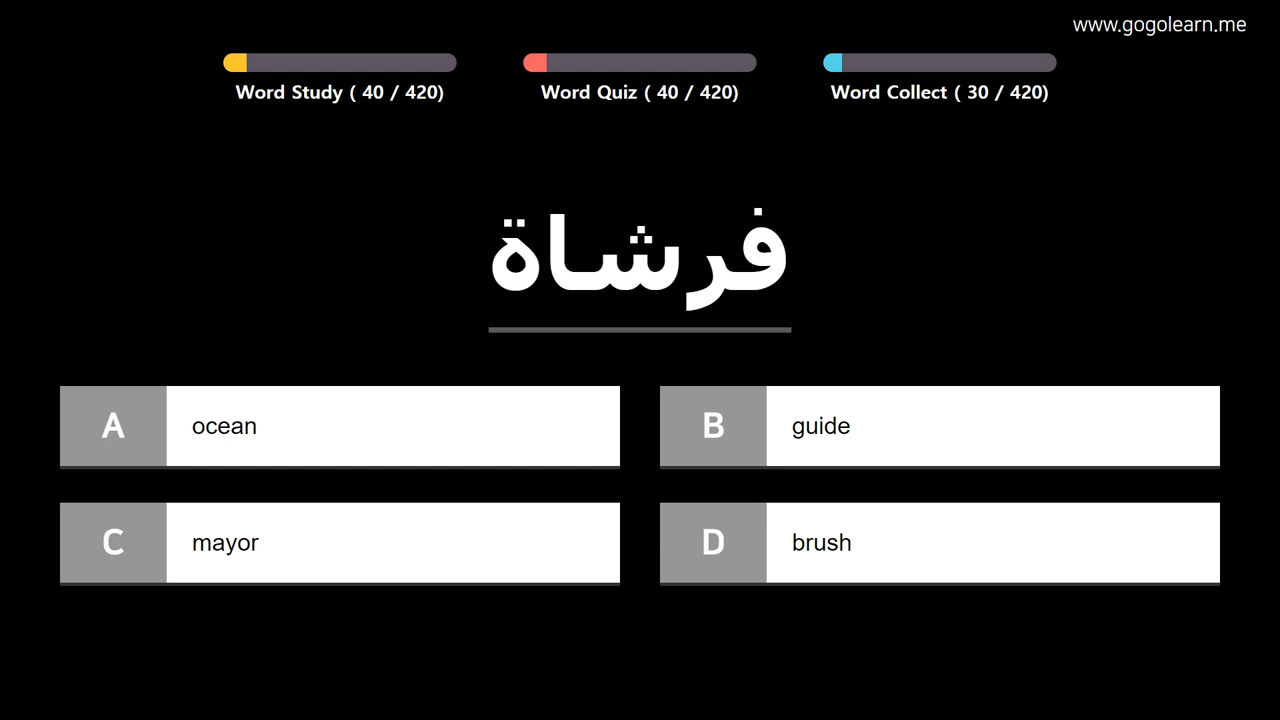 www.gogolearn.me
Word Study ( 40 / 420)
Word Quiz ( 40 / 420)
Word Collect ( 30 / 420)
فرشاة
A ocean
B guide
C mayor
D brush